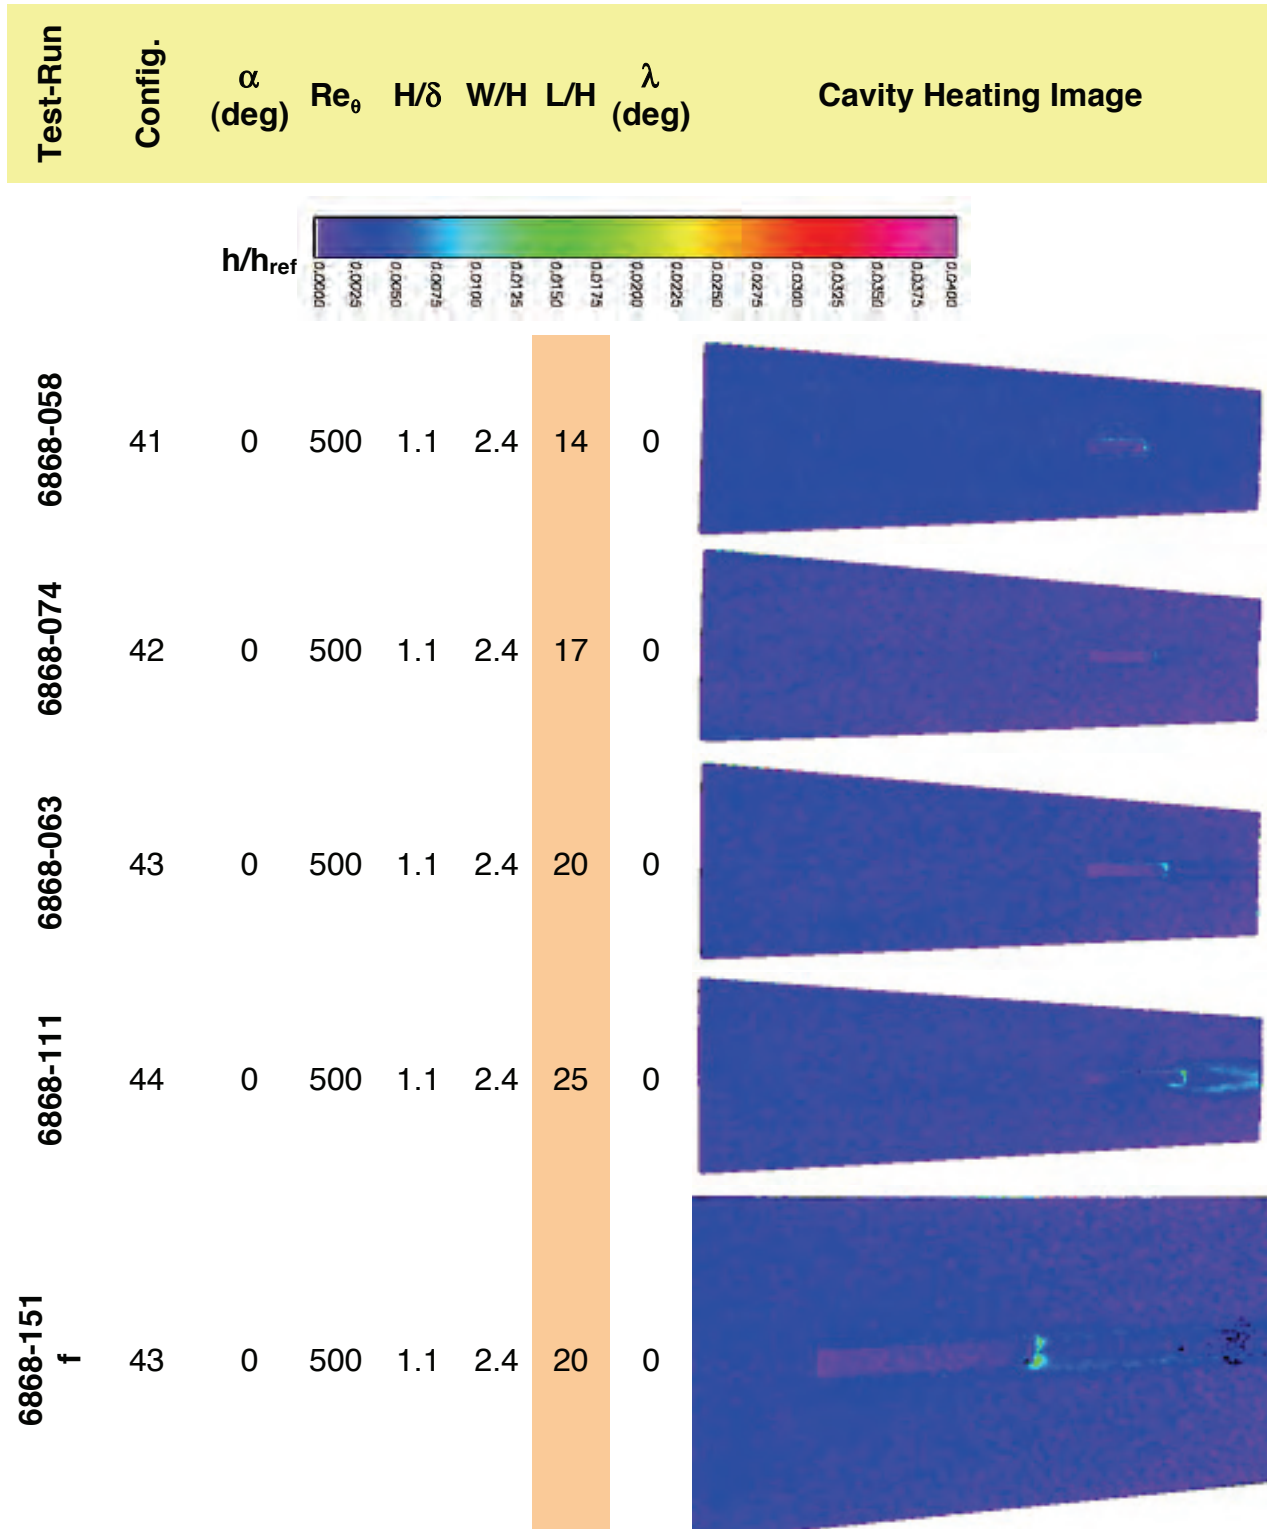 Test-Run Config. α (deg) Reθ H/δ W/H L/H λ (deg) Cavity Heating Image
h/href
0.0000 0.0025 0.0050 0.0075 0.0100 0.0125 0.0150 0.0175 0.0200 0.0225 0.0250 0.0275 0.0300 0.0325 0.0350 0.0375 0.0400
6868-058 41 0 500 1.1 2.4 14 0
6868-074 42 0 500 1.1 2.4 17 0
6868-063 43 0 500 1.1 2.4 20 0
6868-111 44 0 500 1.1 2.4 25 0
6868-151 f 43 0 500 1.1 2.4 20 0